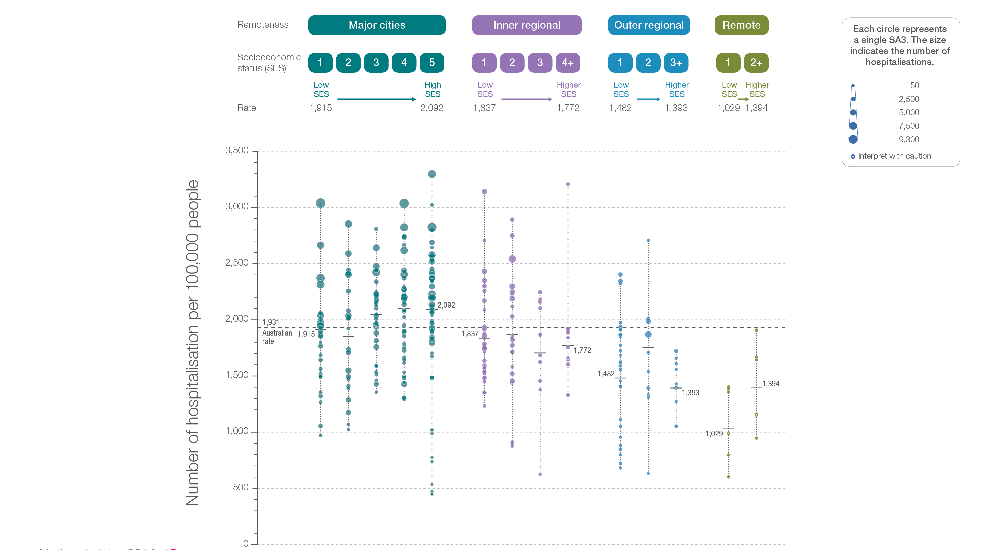 Remoteness
Major cities
Inner regional
Outer regional
Remote
Socioeconomic
status (SES)
1 2 3 4 5
1 2 3 4+
1 2 3+
1 2+
Low
SES
High
SES
Low
SES
Higher
SES
Low
SES
Higher
SES
Low
SES
Higher
SES
Rate
1,915 2,092
1,837 1,772
1,482 1,393
1,029 1,394
Each circle represents
a single SA3. The size
indicates the number of
hospitalisations.
50
2,500
5,000
7,500
9,300
interpret with caution
Number of hospitalisation per 100,000 people
3,500
3,000
2,500
2,000
1,500
1,000
500
0
1,931
Australian
rate
1,915
2,092
1,837
1,772
1,482
1,393
1,029
1,394